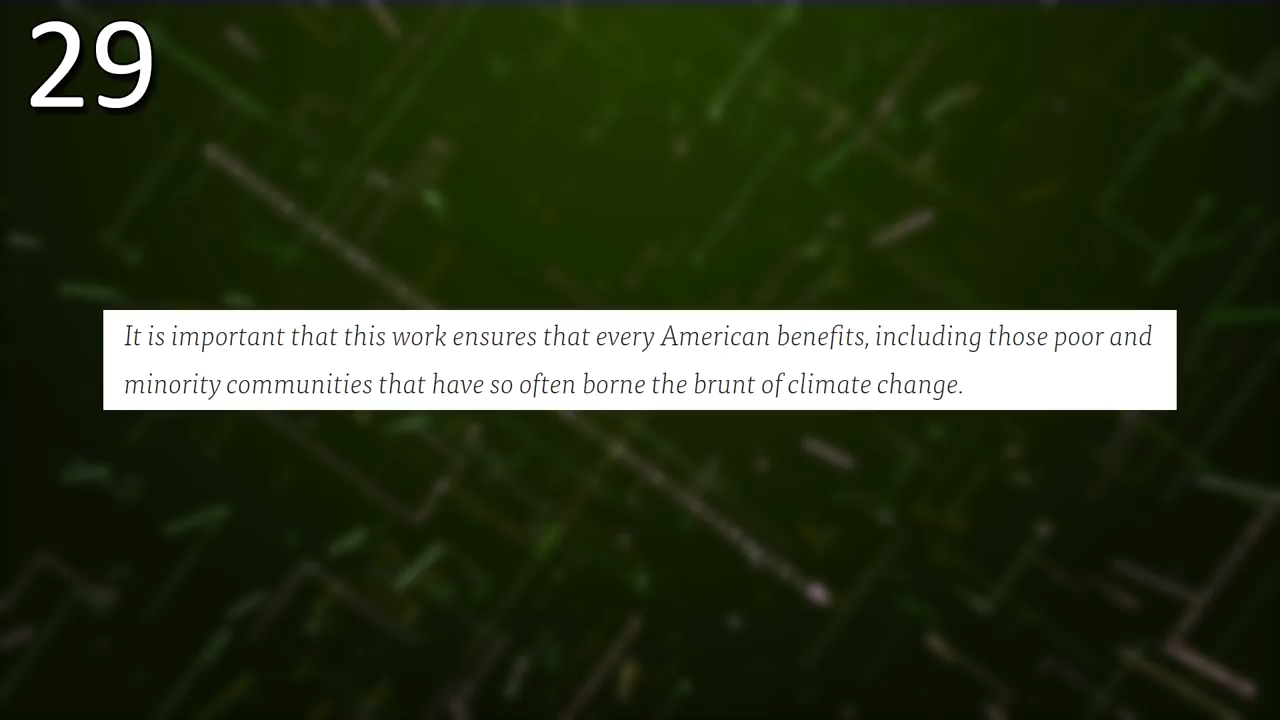 29
It is important that this work ensures that every American benefits, including those poor and
minority communities that have so often borne the brunt of climate change.